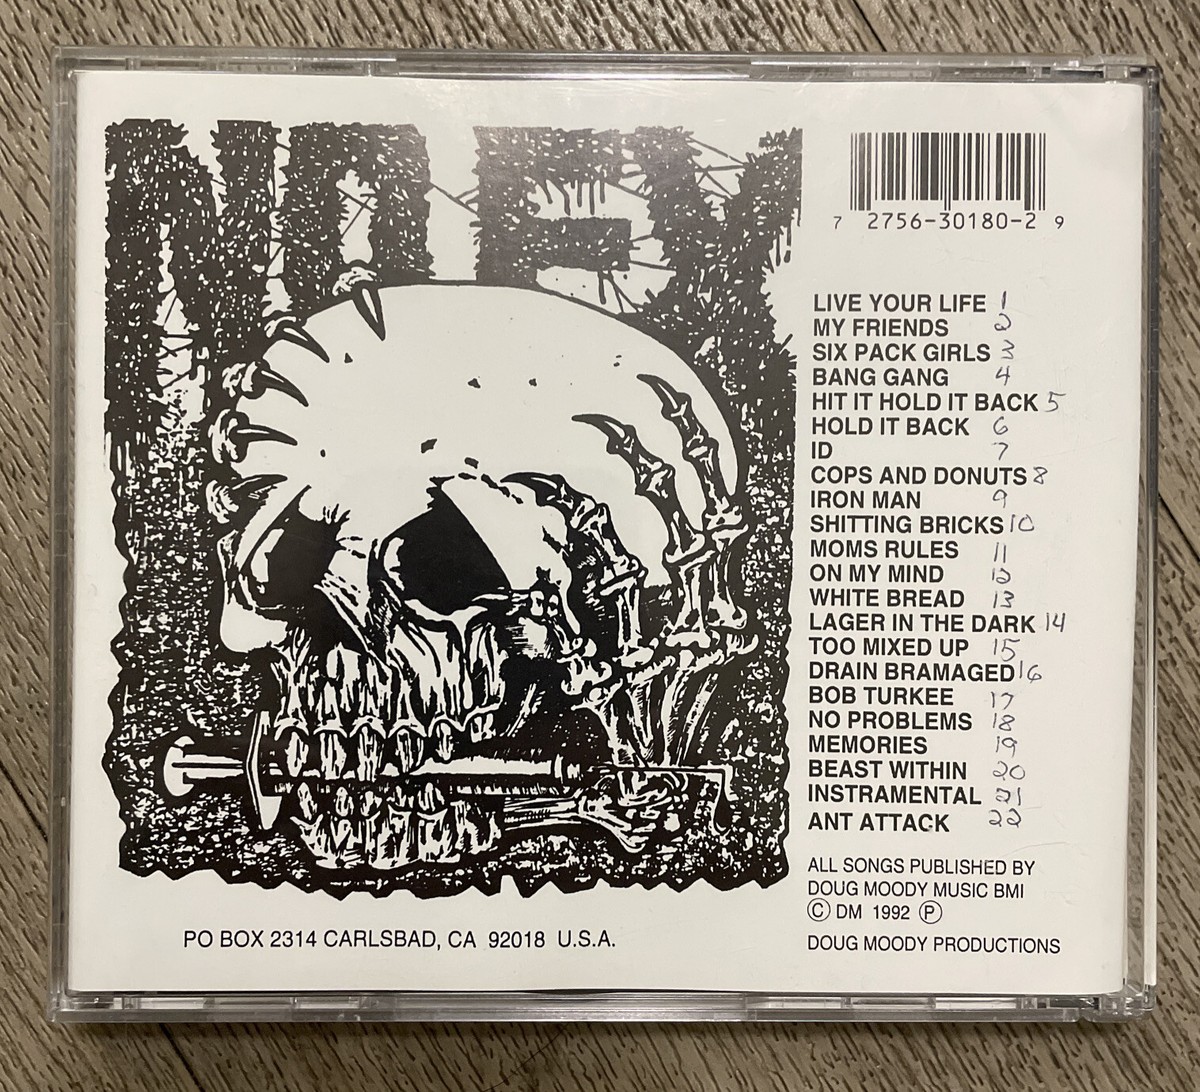 NOFX
7 2756-30180-2 9
LIVE YOUR LIFE 1
MY FRIENDS 2
SIX PACK GIRLS 3
BANG GANG 4
HIT IT HOLD IT BACK 5
HOLD IT BACK 6
ID 7
COPS AND DONUTS 8
IRON MAN 9
SHITTING BRICKS 10
MOMS RULES 11
ON MY MIND 12
WHITE BREAD 13
LAGER IN THE DARK 14
TOO MIXED UP 15
DRAIN BRAMAGED 16
BOB TURKEE 17
NO PROBLEMS 18
MEMORIES 19
BEAST WITHIN 20
INSTRAMENTAL 21
ANT ATTACK 22
ALL SONGS PUBLISHED BY
DOUG MOODY MUSIC BMI
© DM 1992 ℗
DOUG MOODY PRODUCTIONS
PO BOX 2314 CARLSBAD, CA 92018 U.S.A.